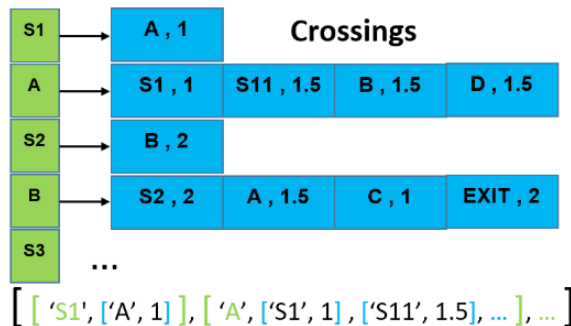 S1 A , 1 Crossings
A S1 , 1 S11 , 1.5 B , 1.5 D , 1.5
S2 B , 2
B S2 , 2 A , 1.5 C , 1 EXIT , 2
S3 ...
[ [ 'S1', ['A', 1] ], [ 'A', ['S1', 1] , ['S11', 1.5], ... ], ... ]